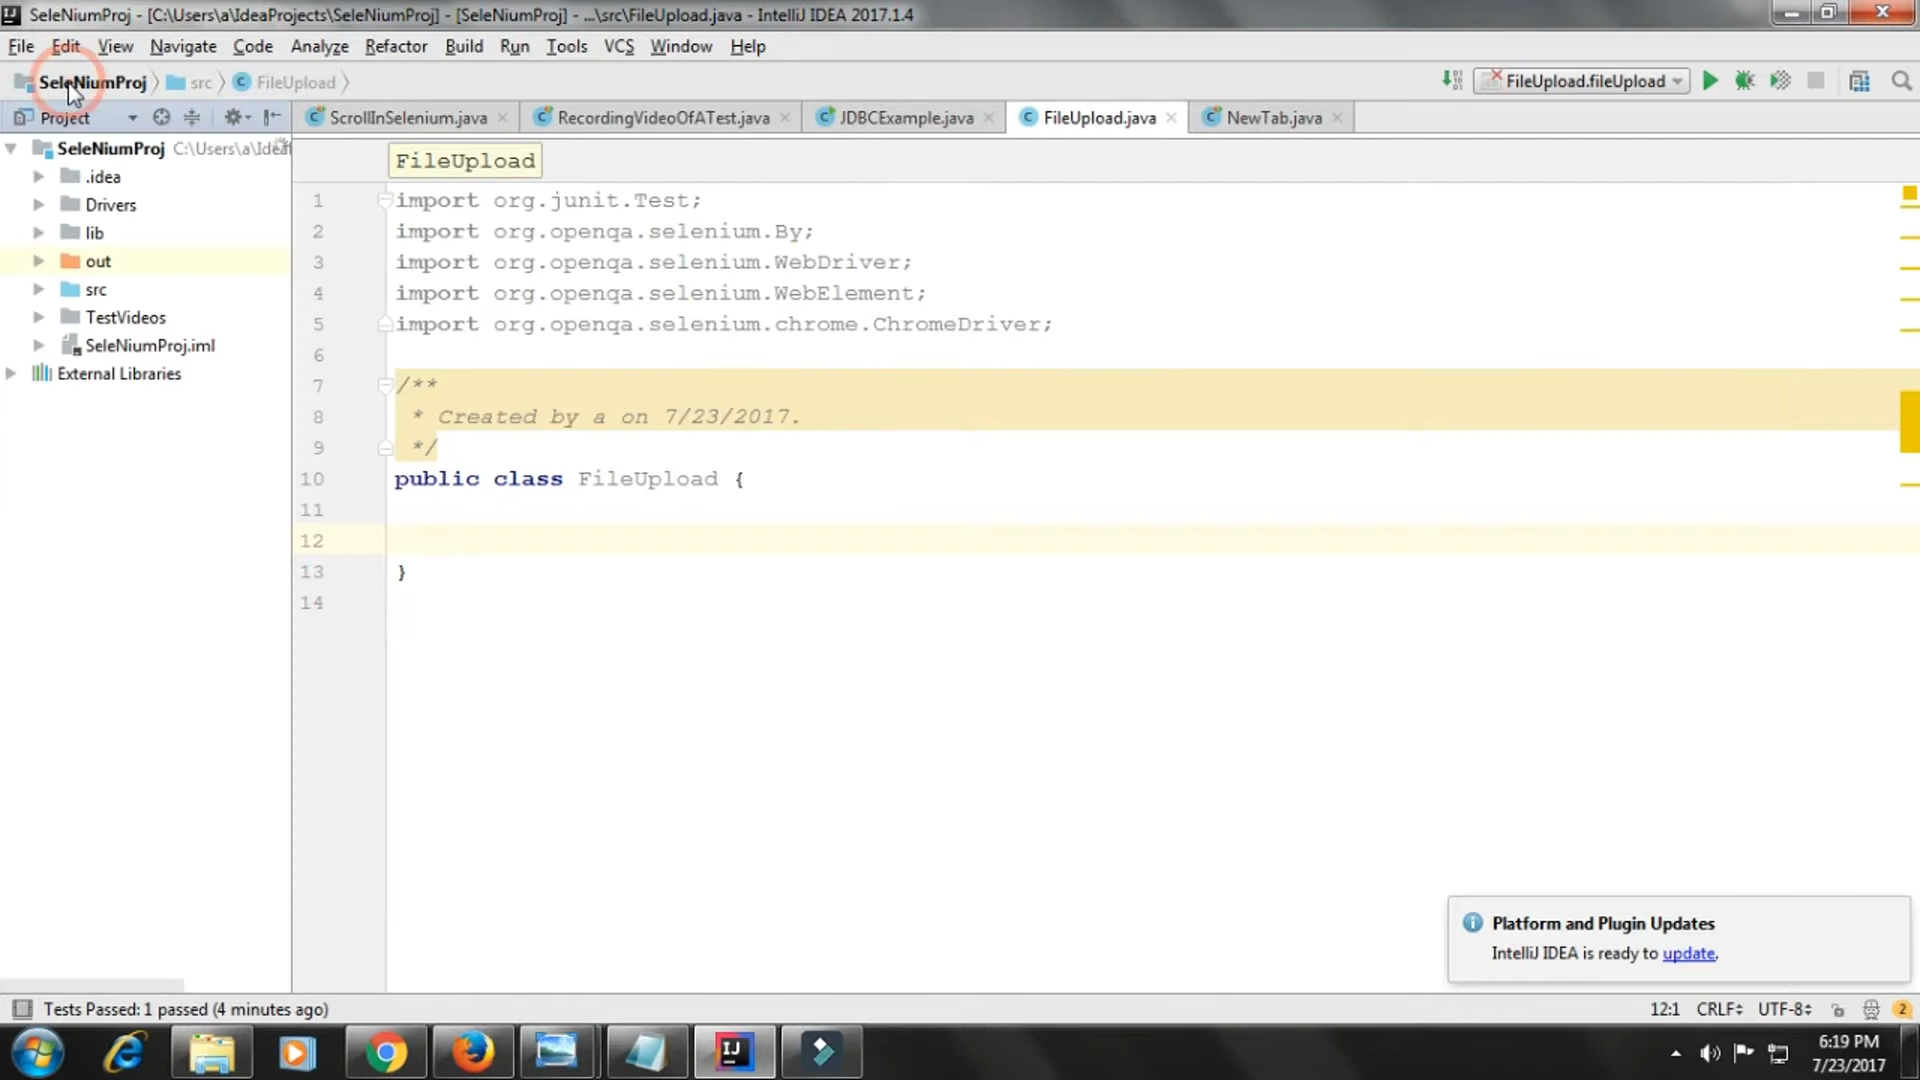 SeleNiumProj - [C:\Users\a\IdeaProjects\SeleNiumProj] - [SeleNiumProj] - ...\src\FileUpload.java - IntelliJ IDEA 2017.1.4
File Edit View Navigate Code Analyze Refactor Build Run Tools VCS Window Help
SeleNiumProj src FileUpload FileUpload.fileUpload
Project ScrollInSelenium.java RecordingVideoOfATest.java JDBCExample.java FileUpload.java NewTab.java
SeleNiumProj C:\Users\a\Idea
.idea
Drivers
lib
out
src
TestVideos
SeleNiumProj.iml
External Libraries
FileUpload
1 import org.junit.Test;
2 import org.openqa.selenium.By;
3 import org.openqa.selenium.WebDriver;
4 import org.openqa.selenium.WebElement;
5 import org.openqa.selenium.chrome.ChromeDriver;
6
7 /**
8 * Created by a on 7/23/2017.
9 */
10 public class FileUpload {
11
12
13 }
14
Platform and Plugin Updates
IntelliJ IDEA is ready to update.
Tests Passed: 1 passed (4 minutes ago) 12:1 CRLF UTF-8 2
IJ
6:19 PM
7/23/2017